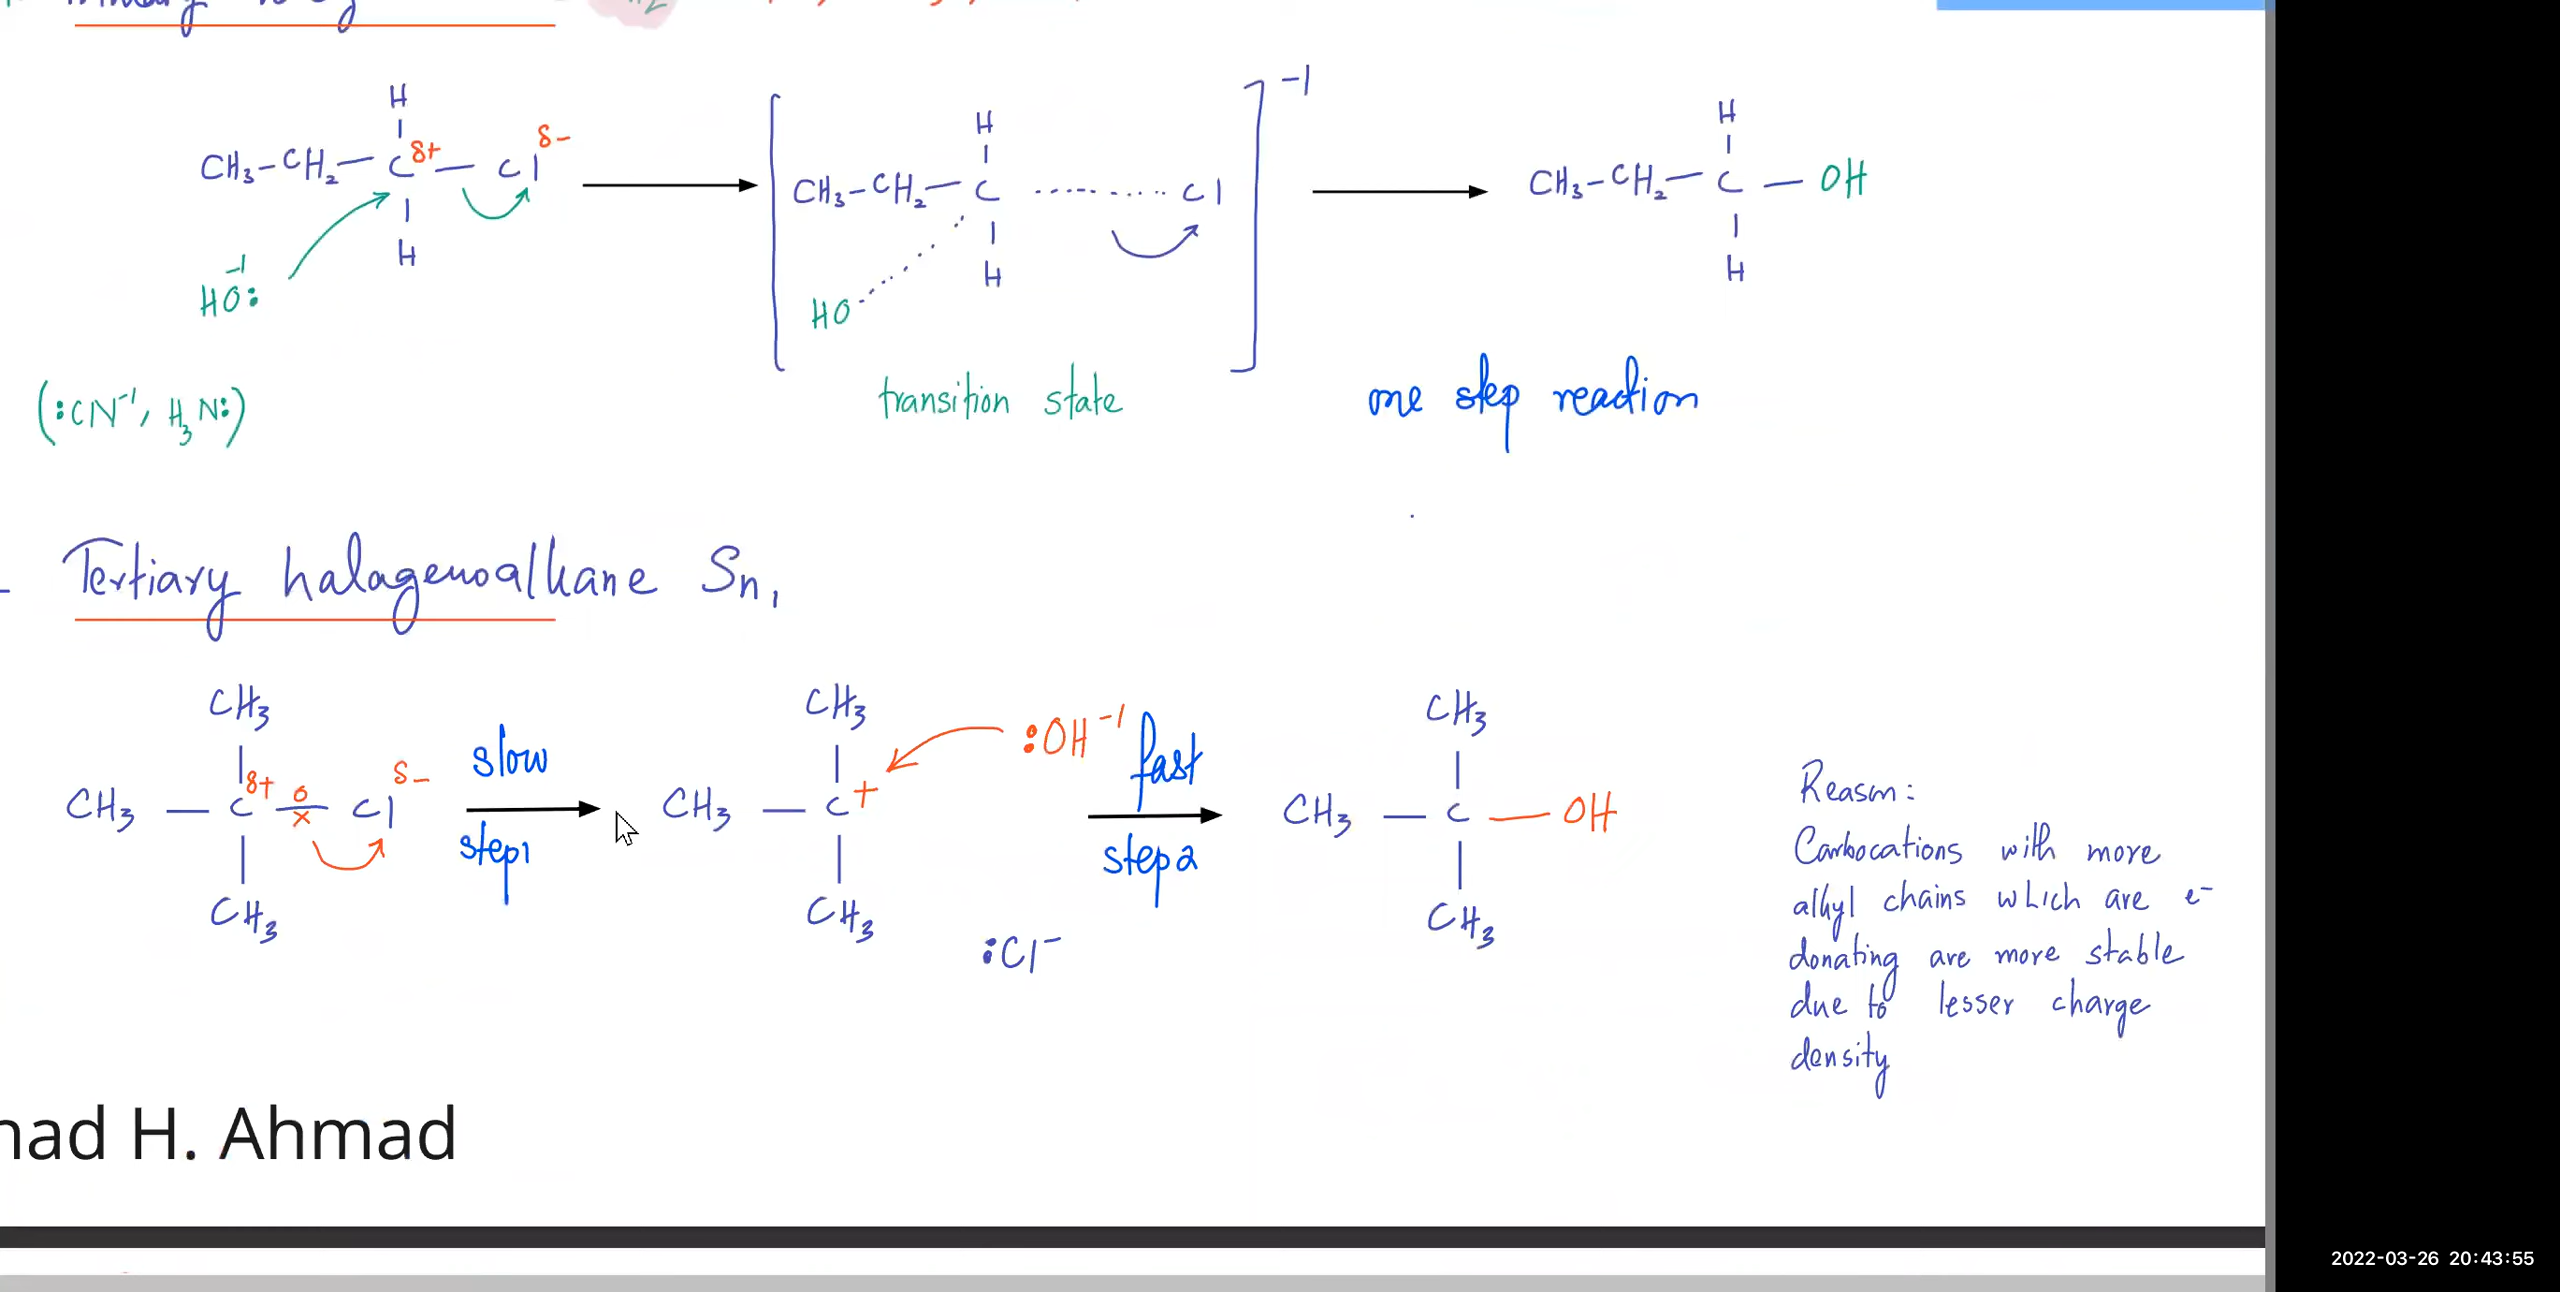 H
CH₃-CH₂-C^δ+-Cl^δ-
H
HO:^-1
(:CN^-1, H₃N:)
-1
H
CH₃-CH₂-C ........... Cl
H
HO
transition state
H
CH₃-CH₂-C-OH
H
one step reaction
Tertiary halagenoalkane Sn₁
CH₃
CH₃-C^δ+-Cl^δ-
CH₃
slow
step1
CH₃
CH₃-C+
CH₃
:OH^-1
:Cl⁻
fast
step2
CH₃
CH₃-C-OH
CH₃
Reason:
Carbocations with more
alkyl chains which are e⁻
donating are more stable
due to lesser charge
density
H. Ahmad
2022-03-26 20:43:55